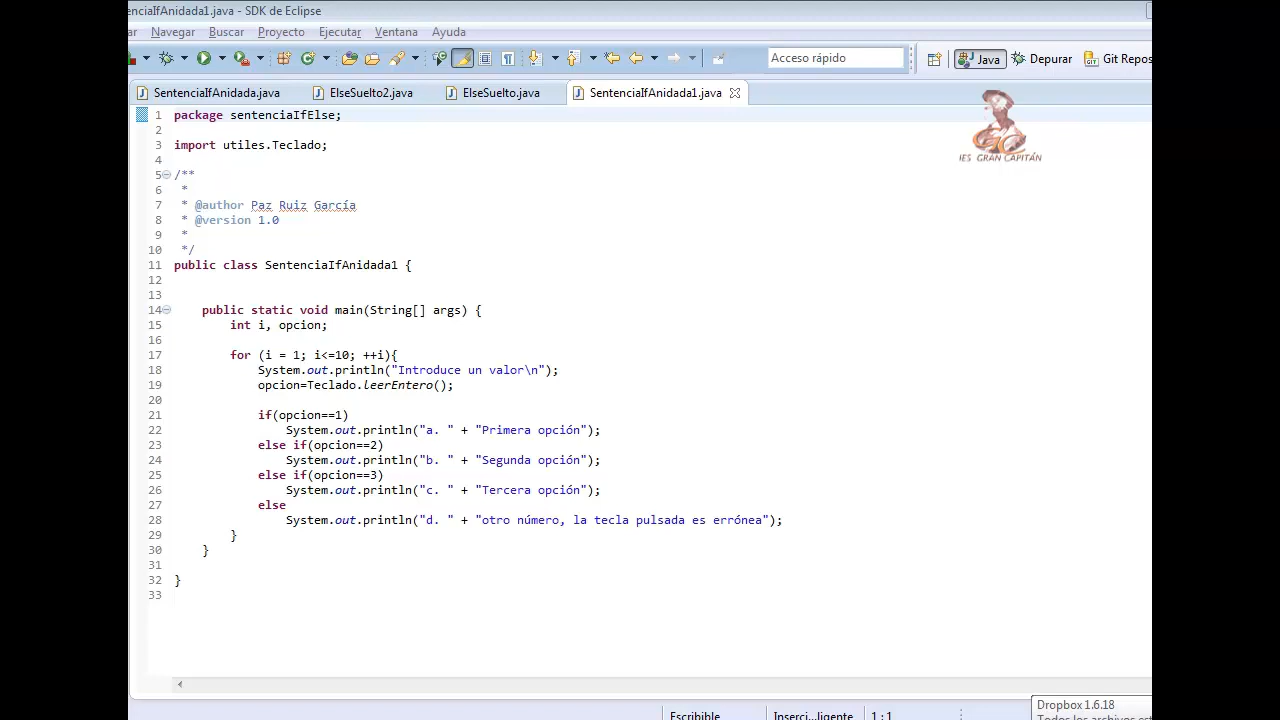 enciaIfAnidada1.java - SDK de Eclipse
ar Navegar Buscar Proyecto Ejecutar Ventana Ayuda
Acceso rápido Java Depurar Git Repos
SentenciaIfAnidada.java ElseSuelto2.java ElseSuelto.java SentenciaIfAnidada1.java
IES GRAN CAPITÁN
1 package sentenciaIfElse;
2
3 import utiles.Teclado;
4
5 /**
6 *
7 * @author Paz Ruiz García
8 * @version 1.0
9 *
10 */
11 public class SentenciaIfAnidada1 {
12
13
14 public static void main(String[] args) {
15 int i, opcion;
16
17 for (i = 1; i<=10; ++i){
18 System.out.println("Introduce un valor\n");
19 opcion=Teclado.leerEntero();
20
21 if(opcion==1)
22 System.out.println("a. " + "Primera opción");
23 else if(opcion==2)
24 System.out.println("b. " + "Segunda opción");
25 else if(opcion==3)
26 System.out.println("c. " + "Tercera opción");
27 else
28 System.out.println("d. " + "otro número, la tecla pulsada es errónea");
29 }
30 }
31
32 }
33
Dropbox 1.6.18
Escribible Inserci...ligente 1 : 1 Todos los archivos est